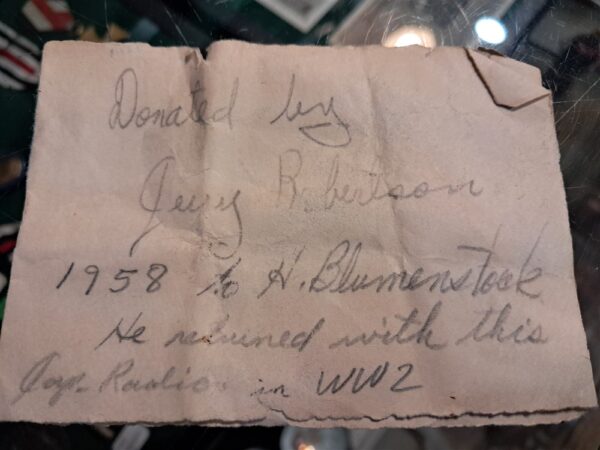 Donated by
Jerry Robertson
1958 to H. Blumenstock
He returned with this
Jap. Radio in WW2